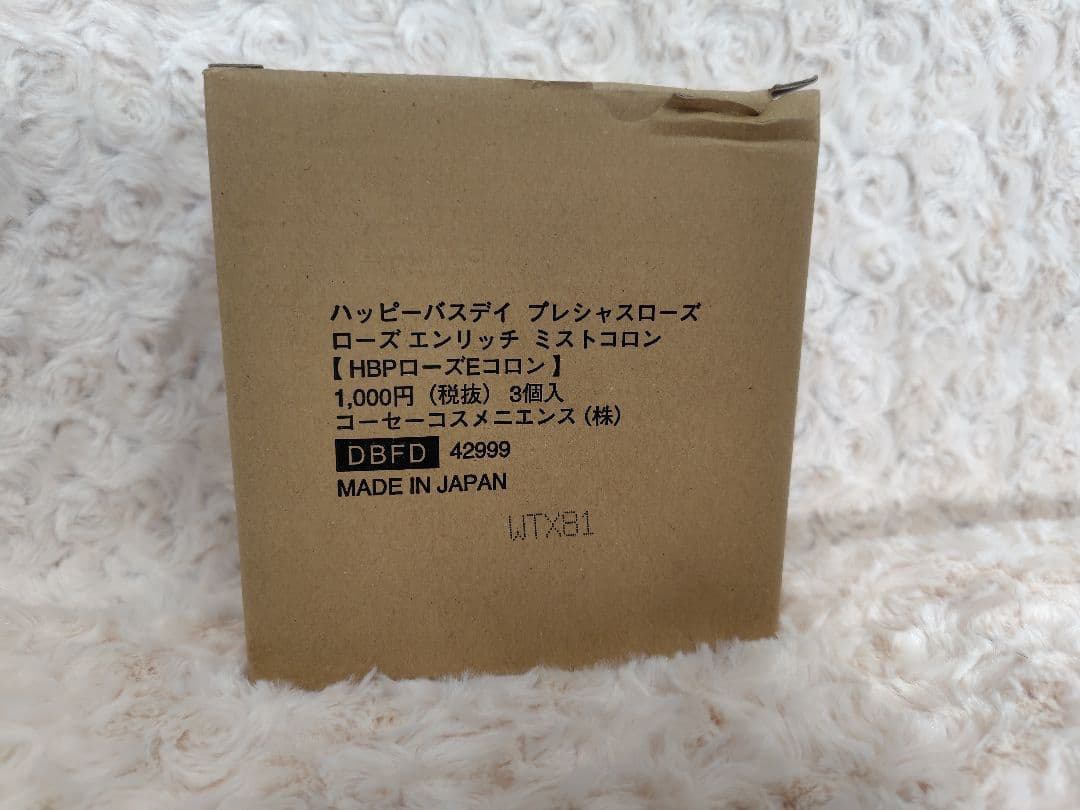 ハッピーバスデイ プレシャスローズ
ローズ エンリッチ ミストコロン
【HBPローズEコロン】
1,000円（税抜） 3個入
コーセーコスメニエンス（株）
DBFD 42999
MADE IN JAPAN
WTX81